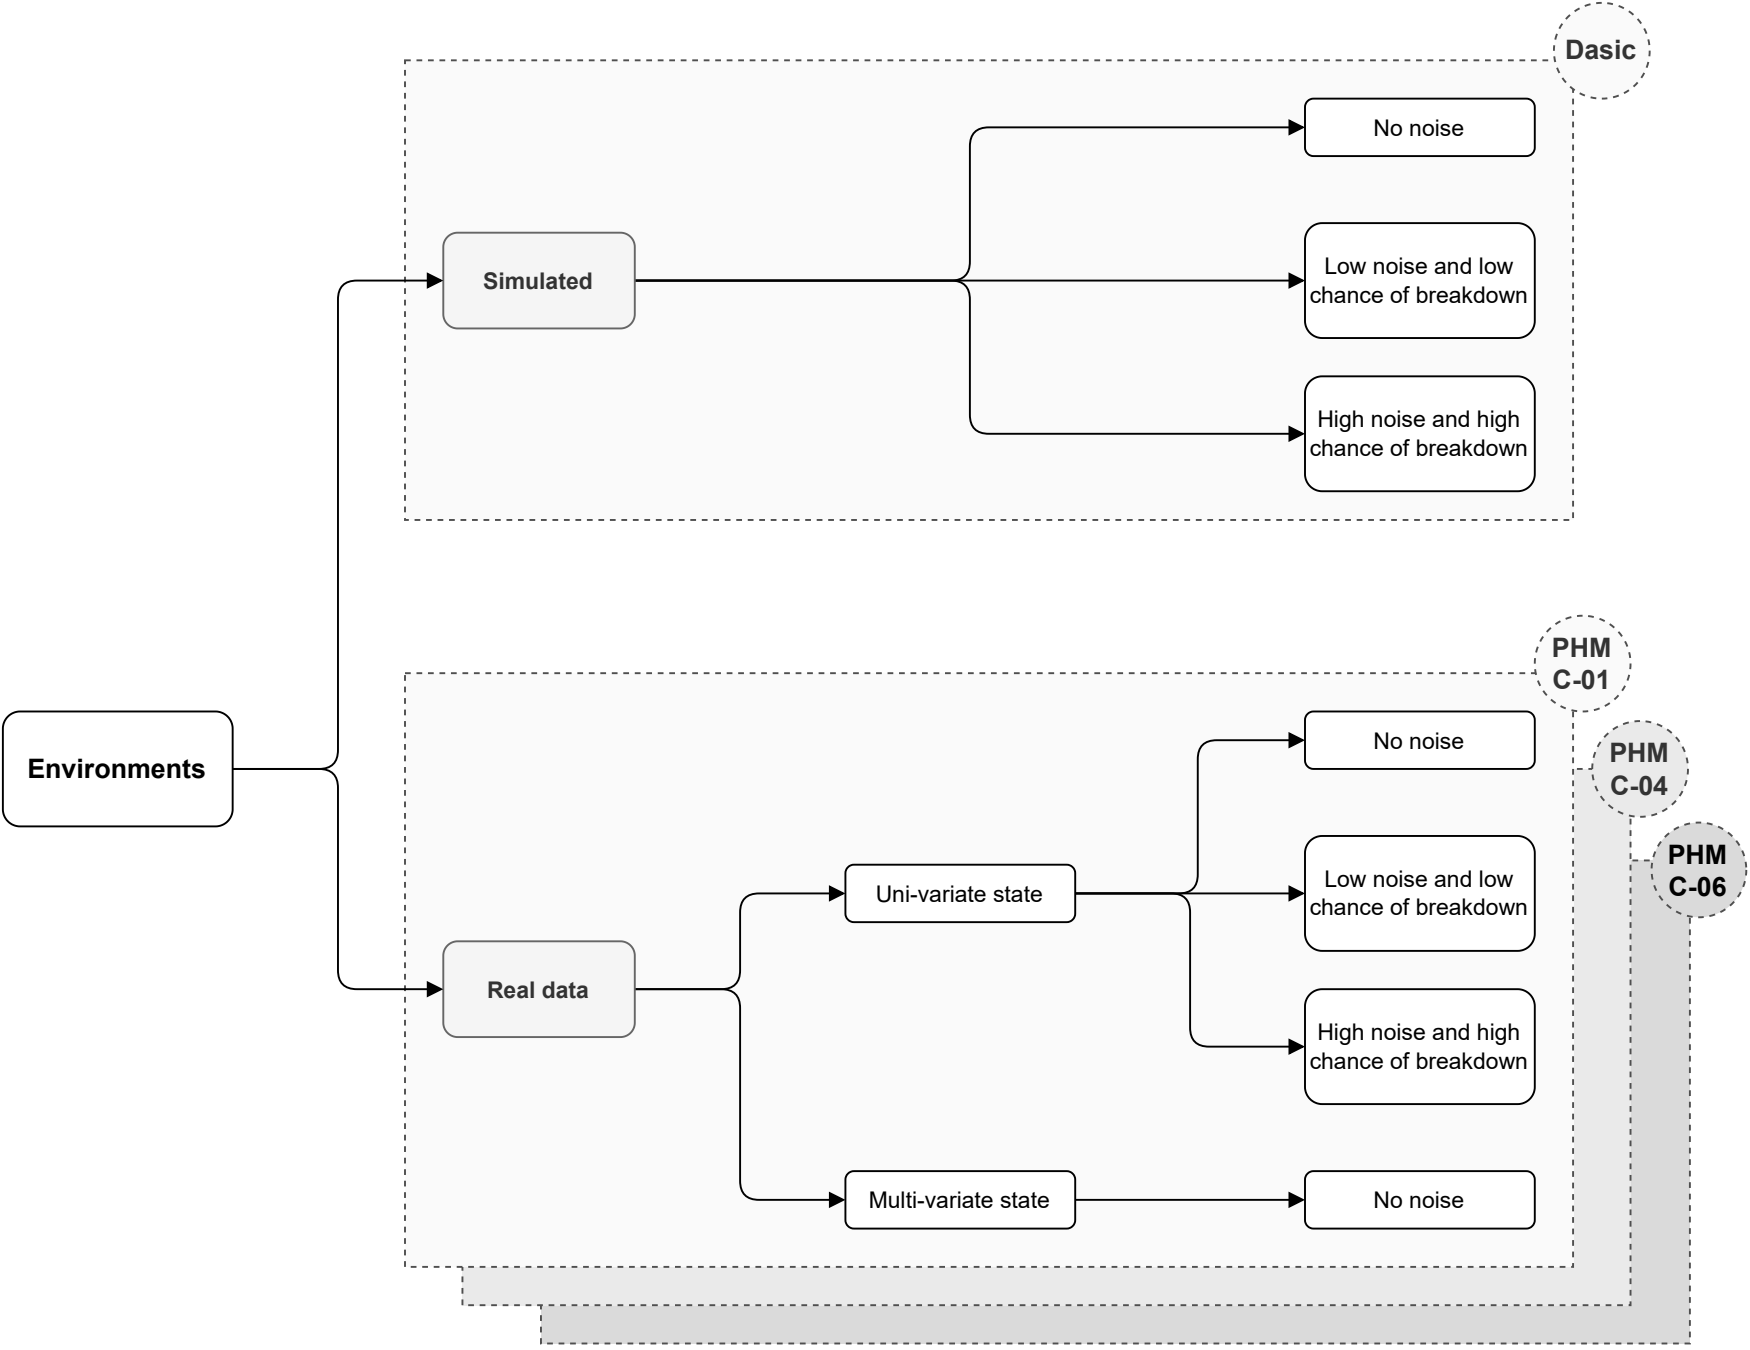 Dasic
No noise
Simulated
Low noise and low
chance of breakdown
High noise and high
chance of breakdown
Environments
PHM
C-01
PHM
C-04
PHM
C-06
No noise
Uni-variate state
Low noise and low
chance of breakdown
Real data
High noise and high
chance of breakdown
Multi-variate state
No noise